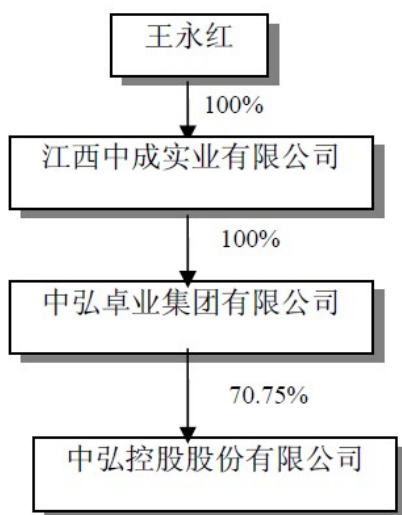 王永红
100%
江西中成实业有限公司
100%
中弘卓业集团有限公司
70.75%
中弘控股股份有限公司